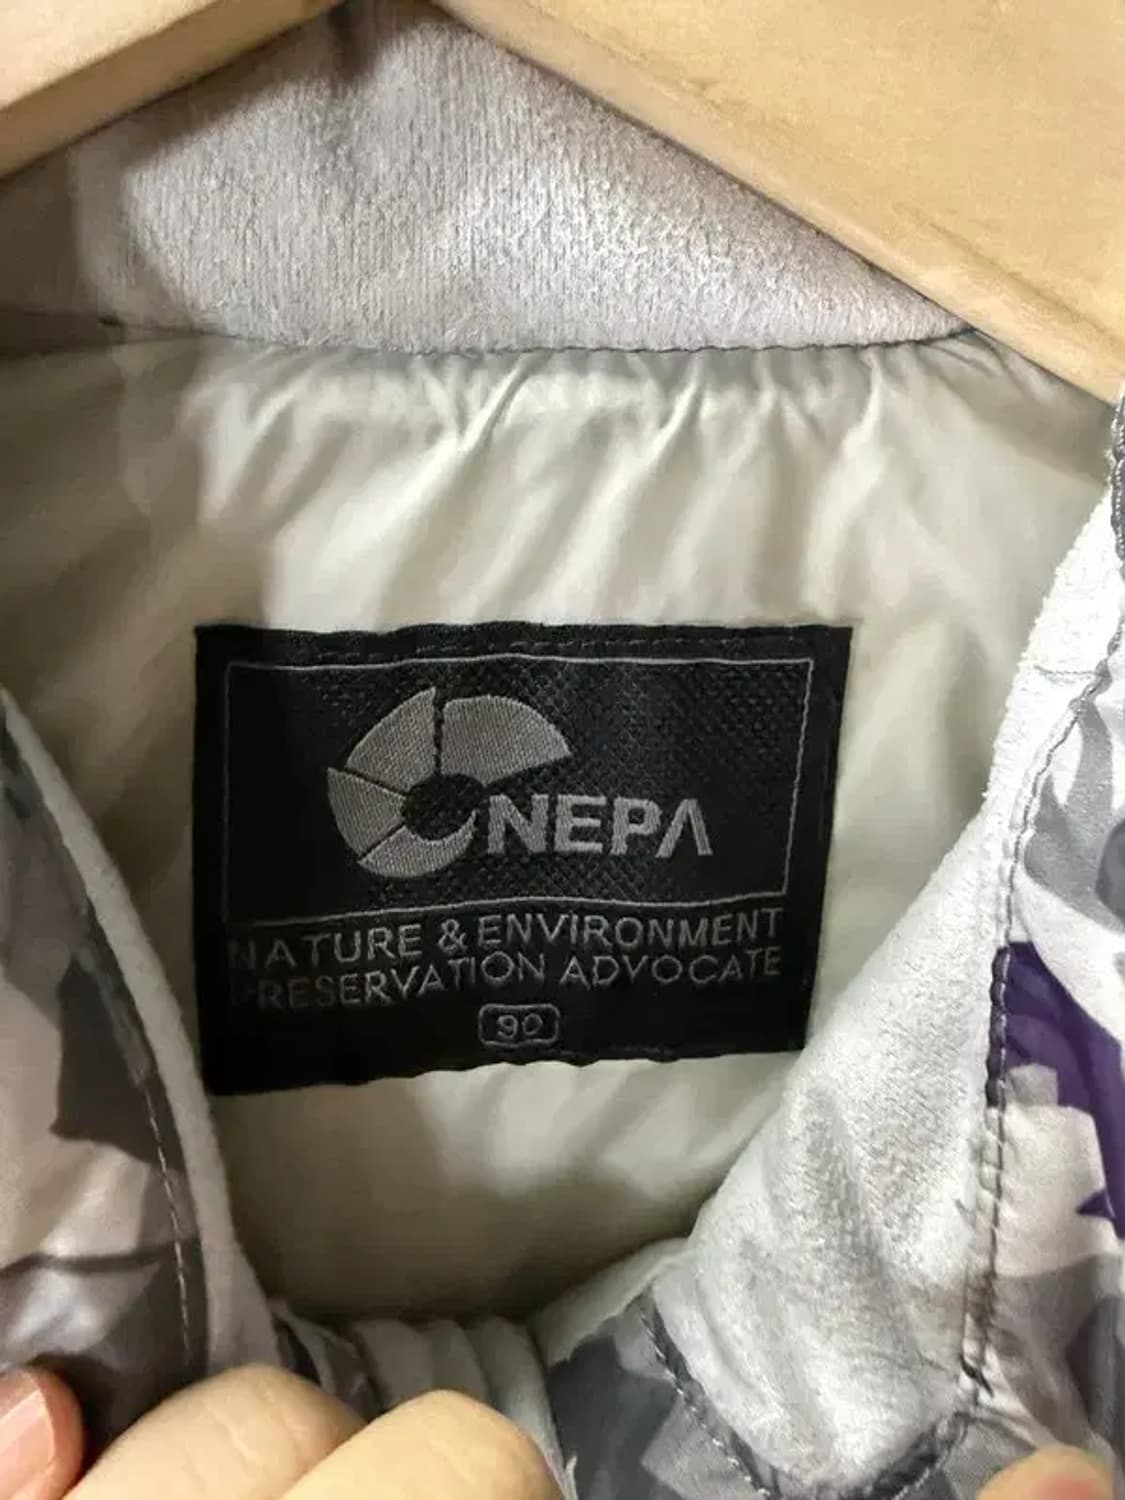 NEPA
NATURE & ENVIRONMENT
PRESERVATION ADVOCATE
90